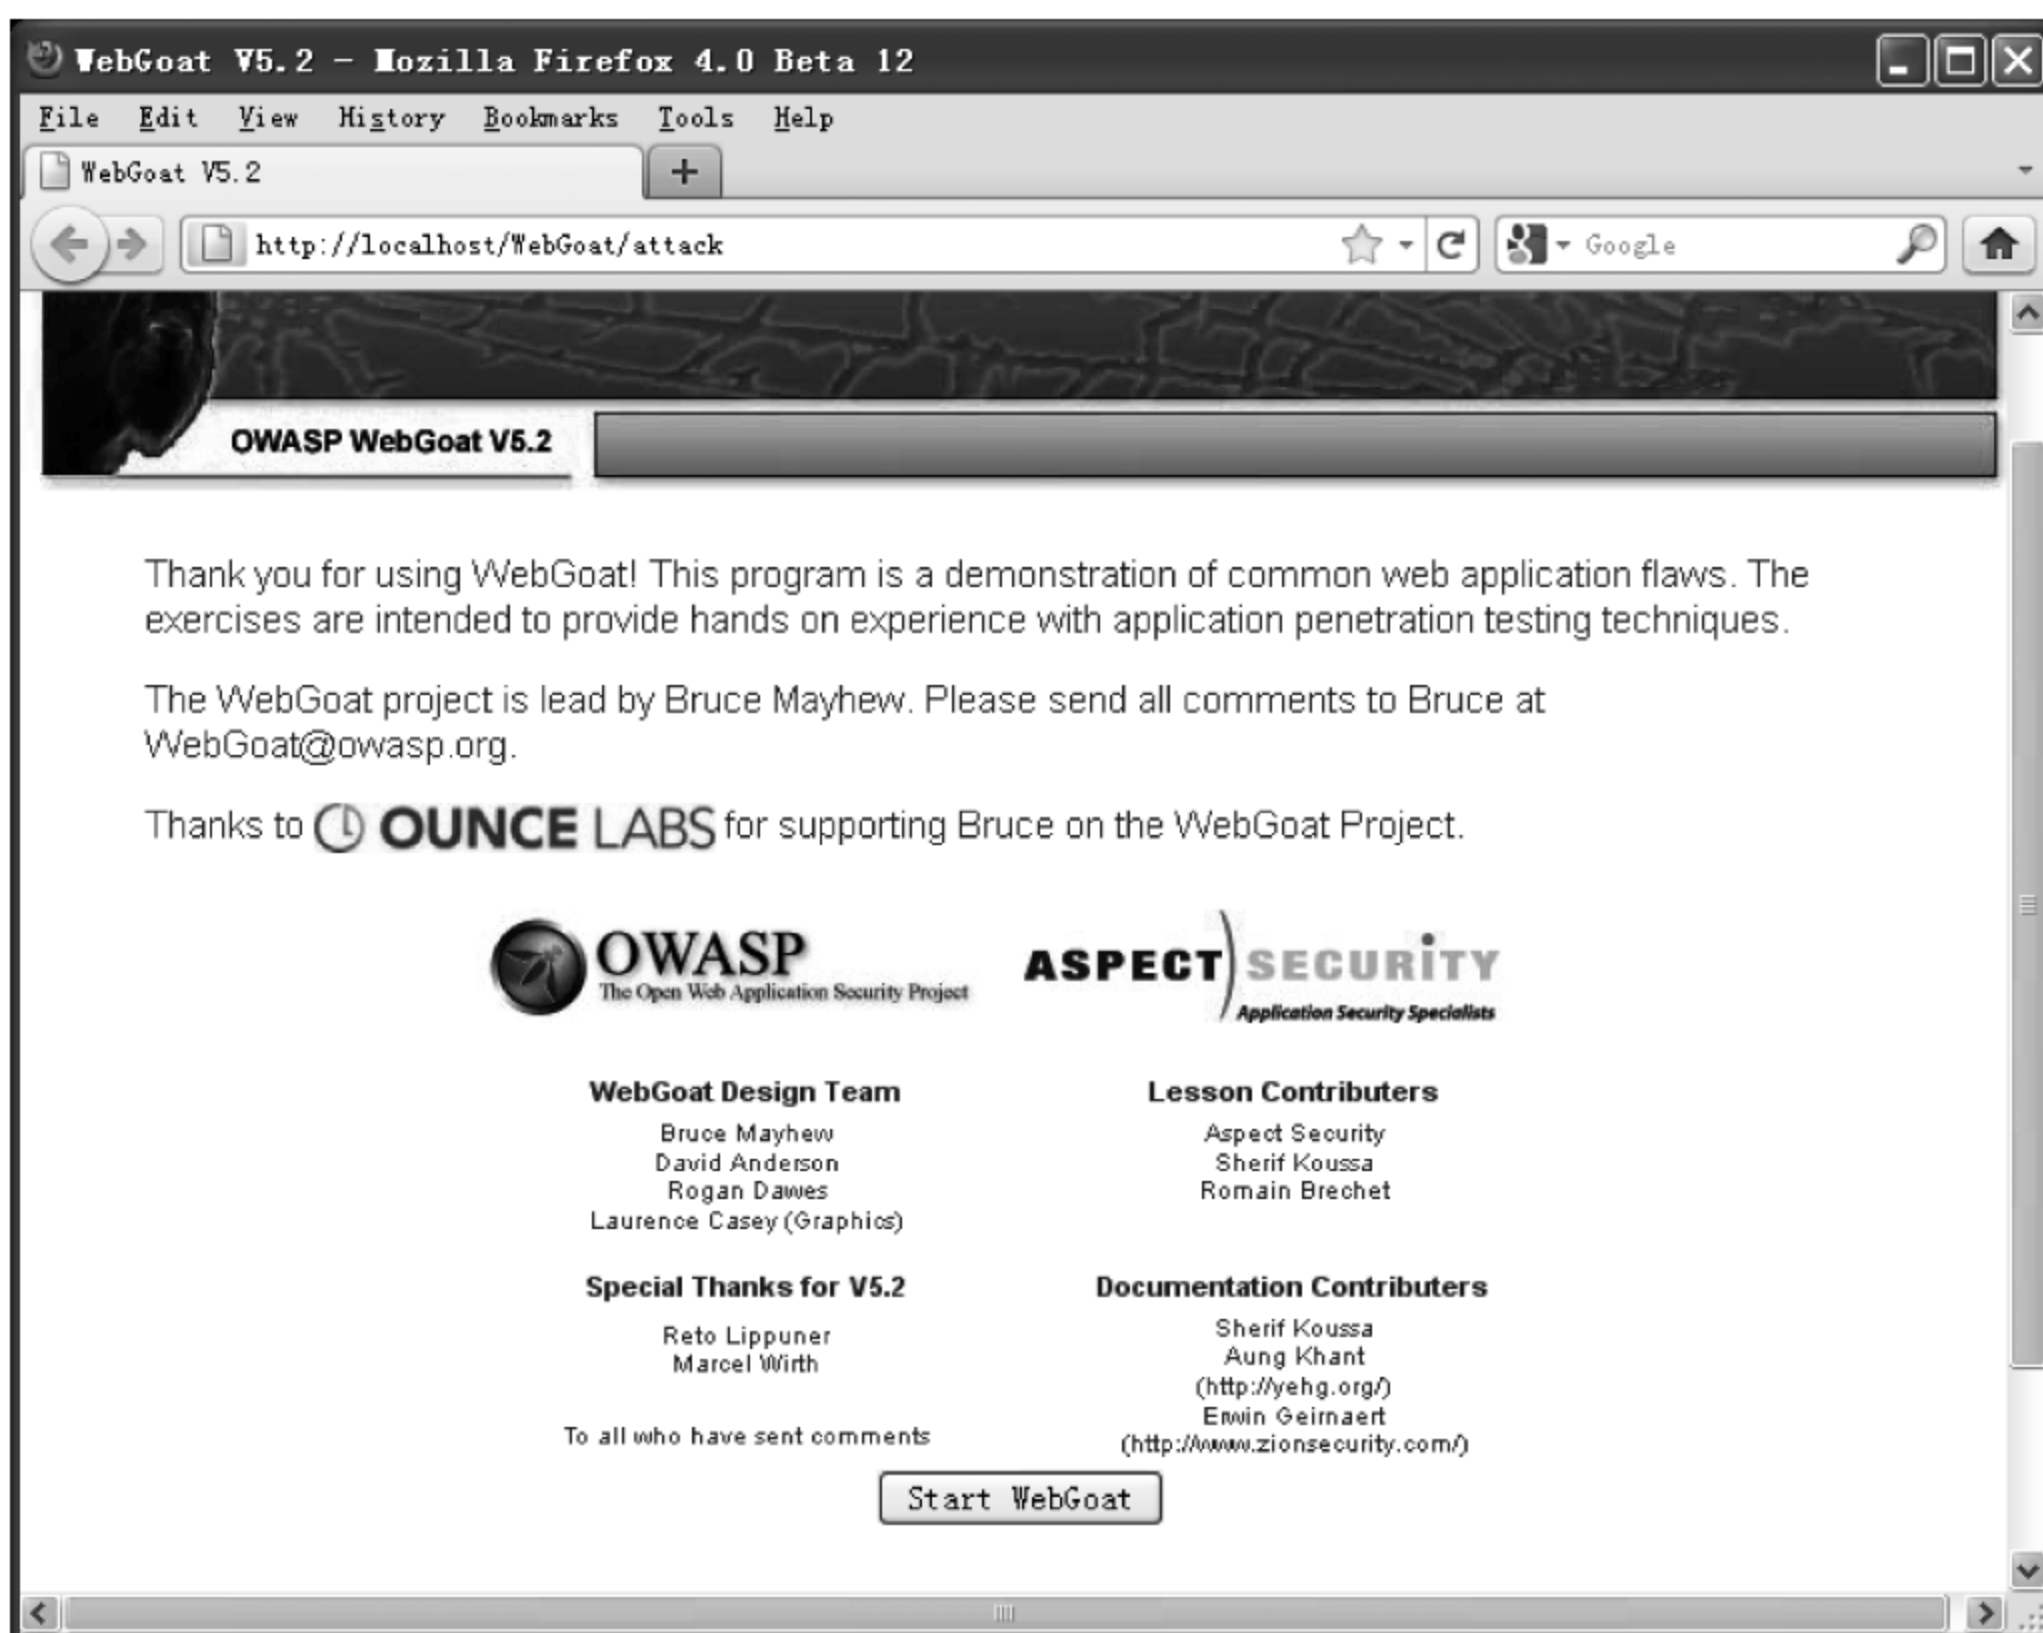 WebGoat V5.2 - Mozilla Firefox 4.0 Beta 12
File Edit View History Bookmarks Tools Help
WebGoat V5.2
http://localhost/WebGoat/attack
Google
OWASP WebGoat V5.2
Thank you for using WebGoat! This program is a demonstration of common web application flaws. The
exercises are intended to provide hands on experience with application penetration testing techniques.
The WebGoat project is lead by Bruce Mayhew. Please send all comments to Bruce at
WebGoat@owasp.org.
Thanks to OUNCE LABS for supporting Bruce on the WebGoat Project.
OWASP
The Open Web Application Security Project
ASPECT SECURITY
Application Security Specialists
WebGoat Design Team
Bruce Mayhew
David Anderson
Rogan Dawes
Laurence Casey (Graphics)
Lesson Contributers
Aspect Security
Sherif Koussa
Romain Brechet
Special Thanks for V5.2
Reto Lippuner
Marcel Wirth
To all who have sent comments
Documentation Contributers
Sherif Koussa
Aung Khant
(http://yehg.org/)
Erwin Geirnaert
(http://www.zionsecurity.com/)
Start WebGoat